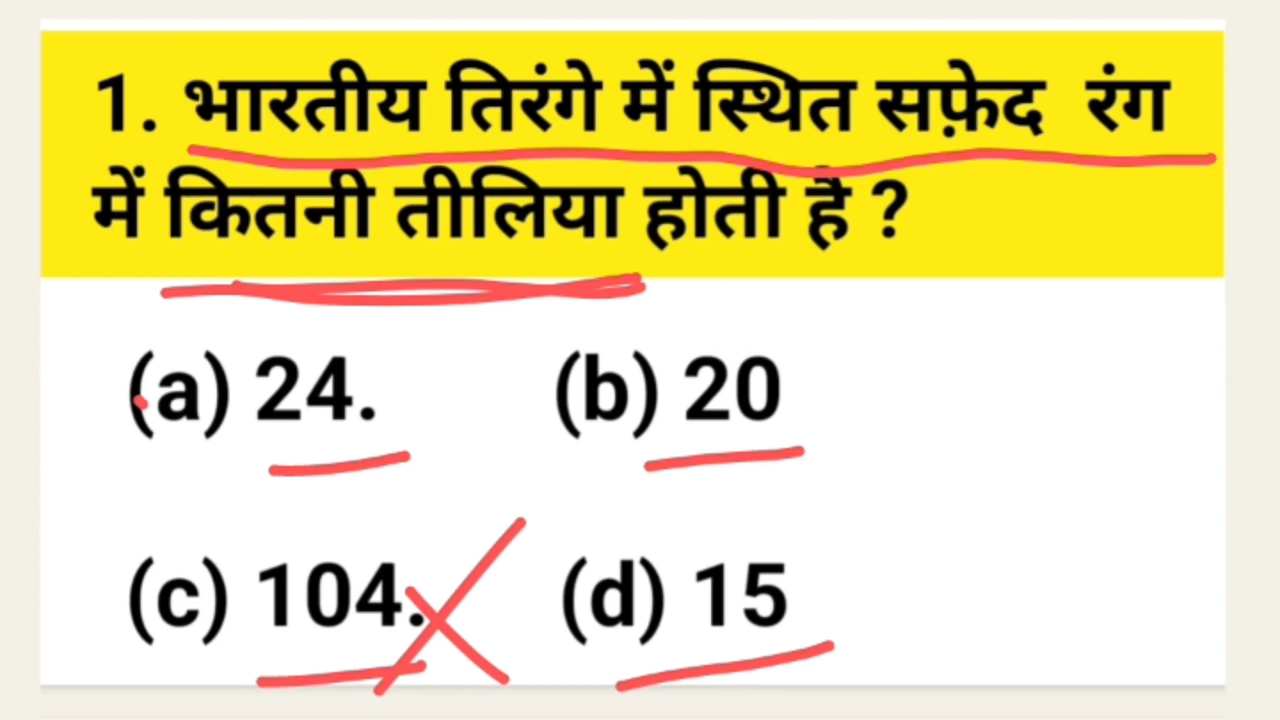 1. भारतीय तिरंगे में स्थित सफ़ेद रंग
में कितनी तीलिया होती है ?
(a) 24. (b) 20
(c) 104. (d) 15